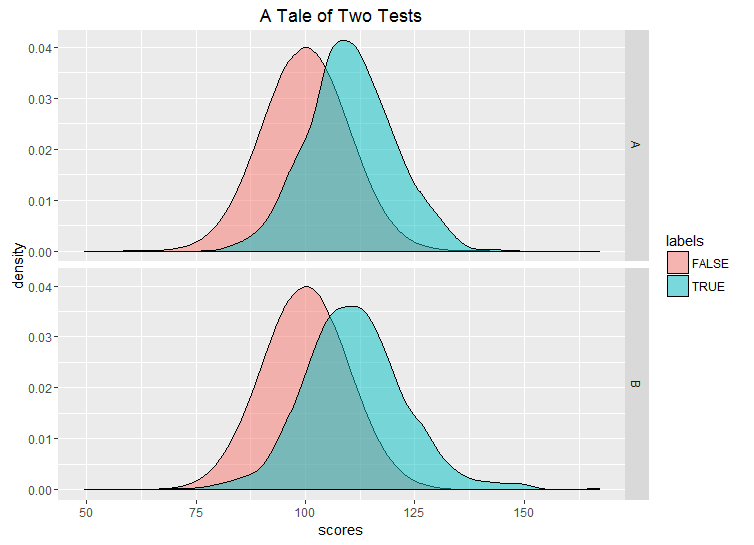 A Tale of Two Tests
density
0.04
0.03
0.02
0.01
0.00
A
0.04
0.03
0.02
0.01
0.00
B
50
75
100
125
150
scores
labels
FALSE
TRUE